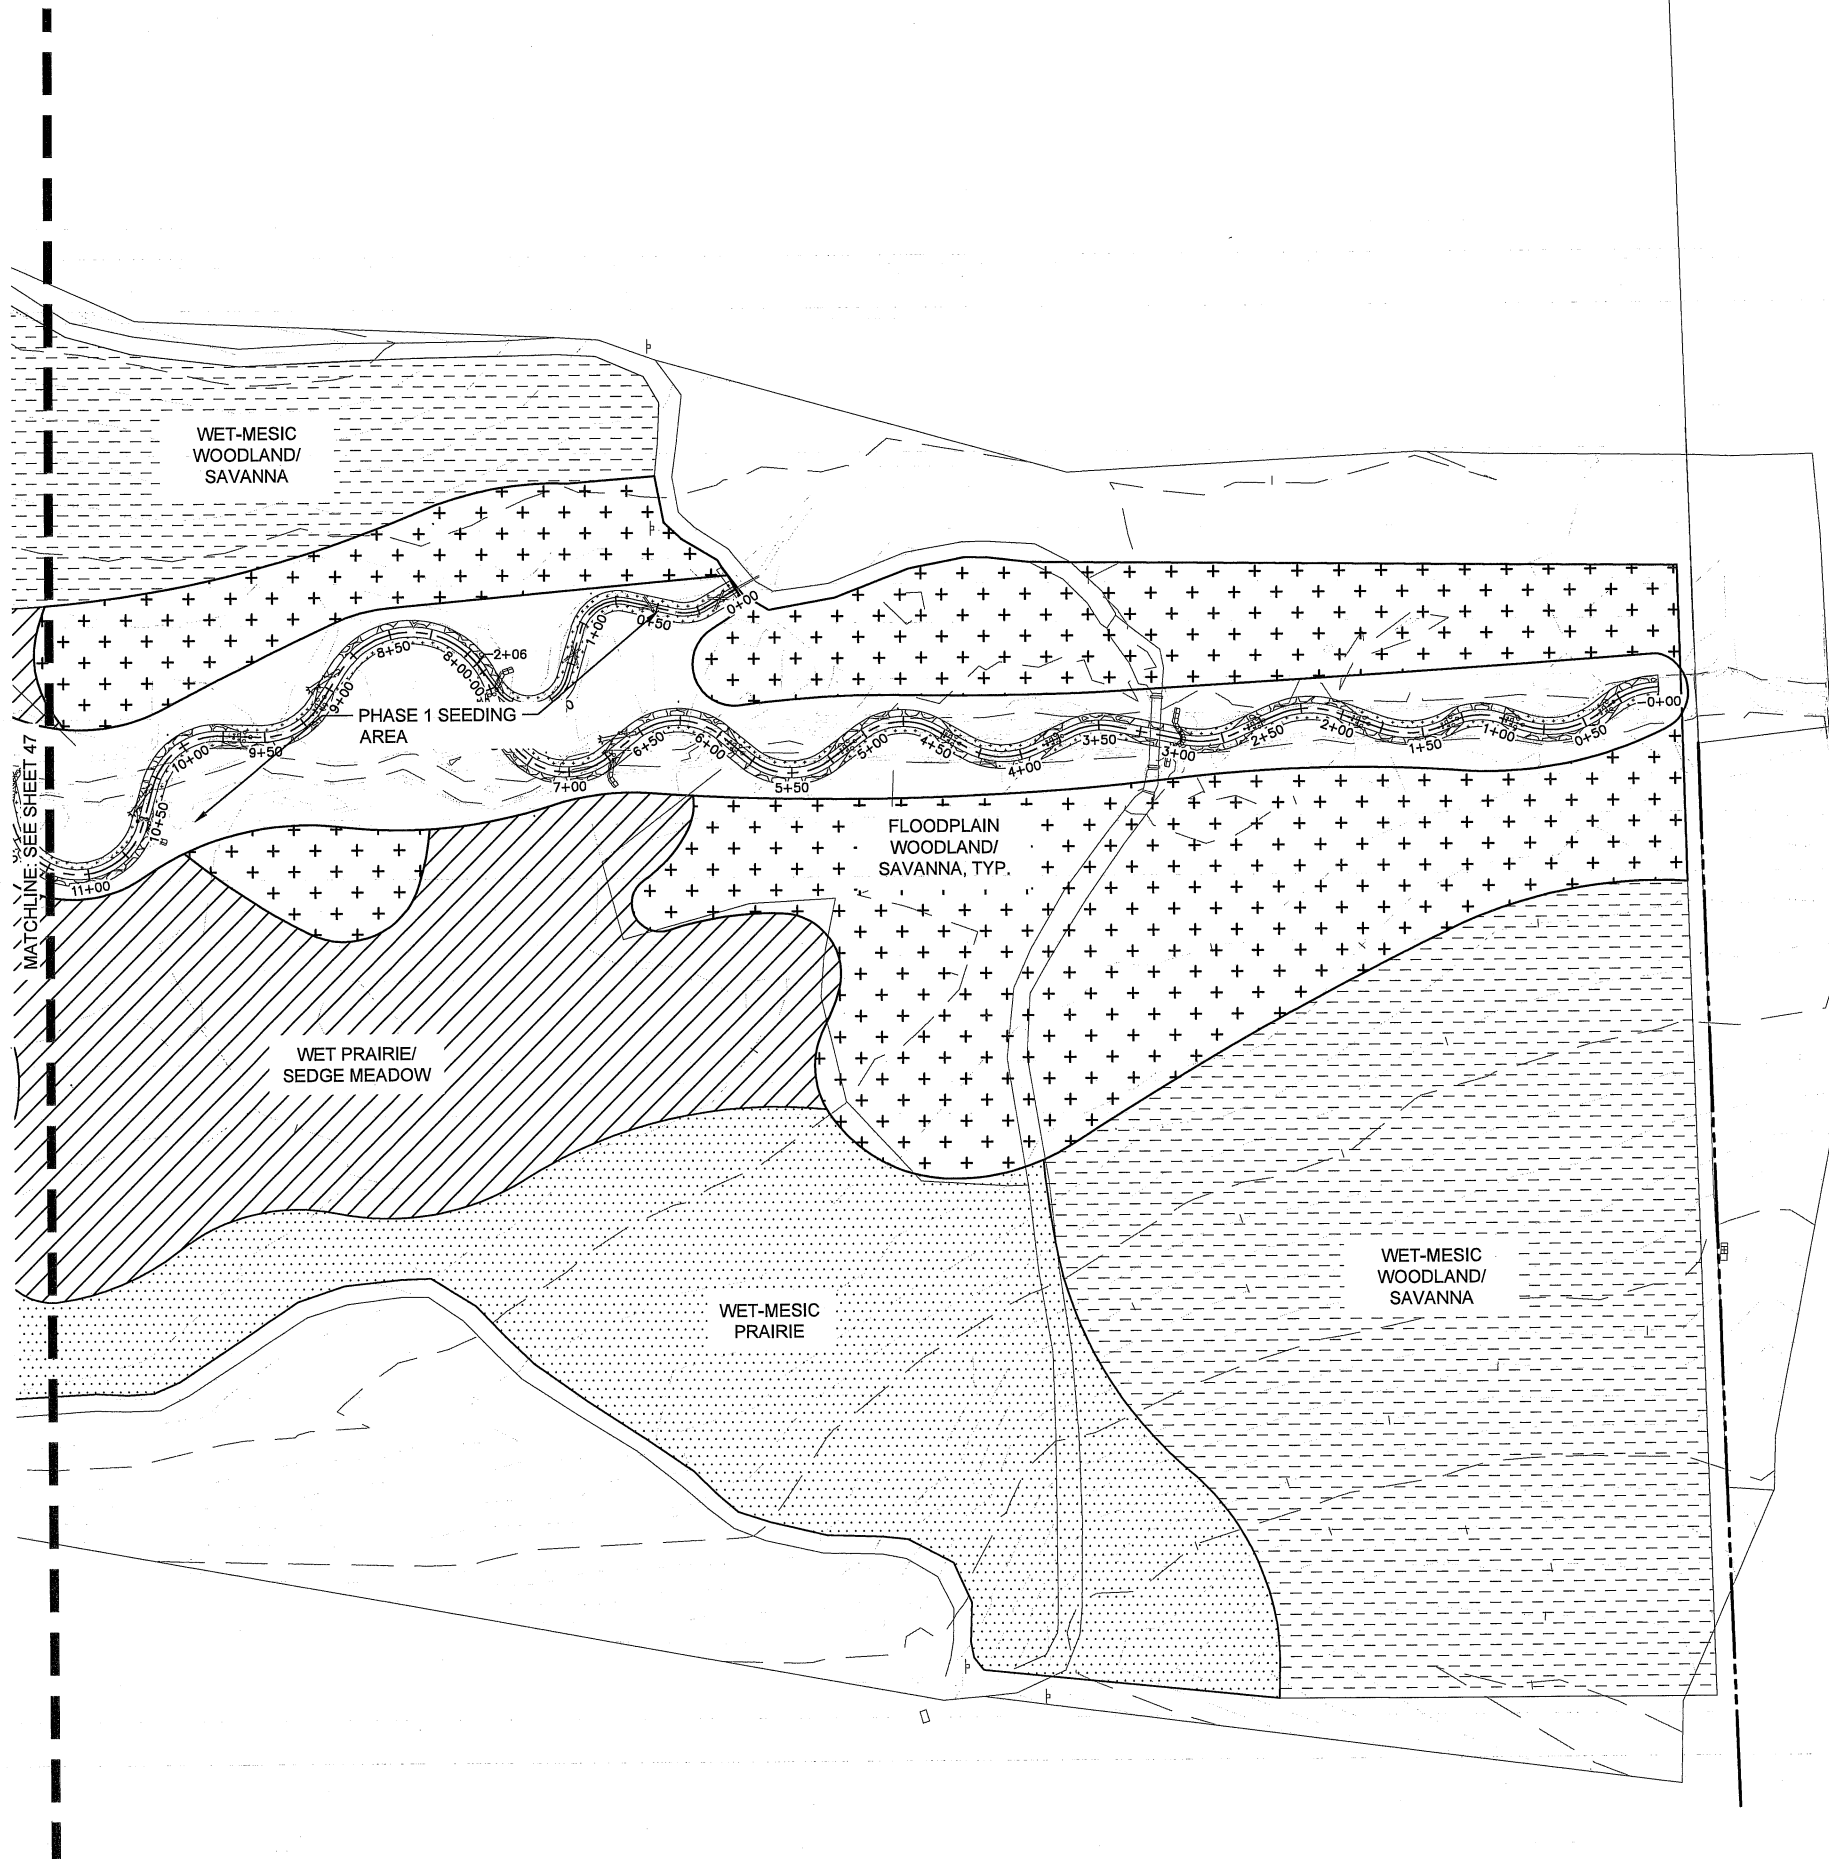 WET-MESIC
WOODLAND/
SAVANNA
0+00
0+50
1+00
2+06
8+50
8+00
9+00
PHASE 1 SEEDING
AREA
0+00
0+50
1+00
1+50
2+00
2+50
3+00
3+50
4+00
4+50
5+00
5+50
6+00
6+50
7+00
9+50
10+00
10+50
11+00
MATCHLINE: SEE SHEET 47
FLOODPLAIN
WOODLAND/
SAVANNA, TYP.
WET PRAIRIE/
SEDGE MEADOW
WET-MESIC
PRAIRIE
WET-MESIC
WOODLAND/
SAVANNA